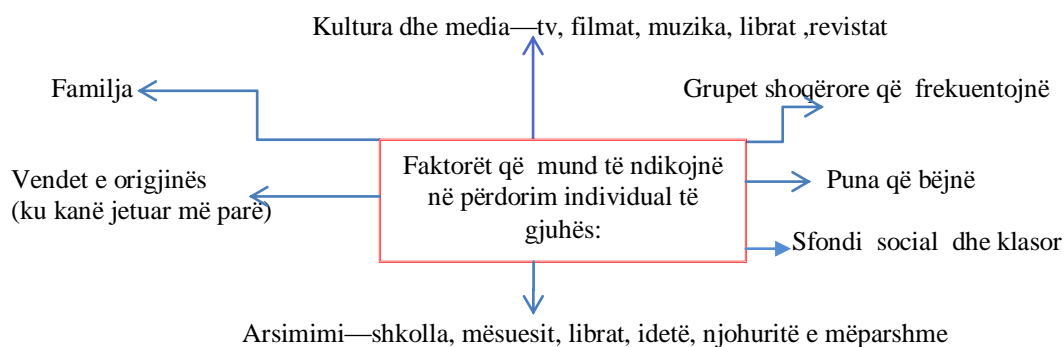 Kultura dhe media—tv, filmat, muzika, librat ,revistat
Familja
Grupet shoqërore që frekuentojnë
Faktorët që mund të ndikojnë
në përdorim individual të
gjuhës:
Vendet e origjinës
(ku kanë jetuar më parë)
Puna që bëjnë
Sfondi social dhe klasor
Arsimimi—shkolla, mësuesit, librat, idetë, njohuritë e mëparshme